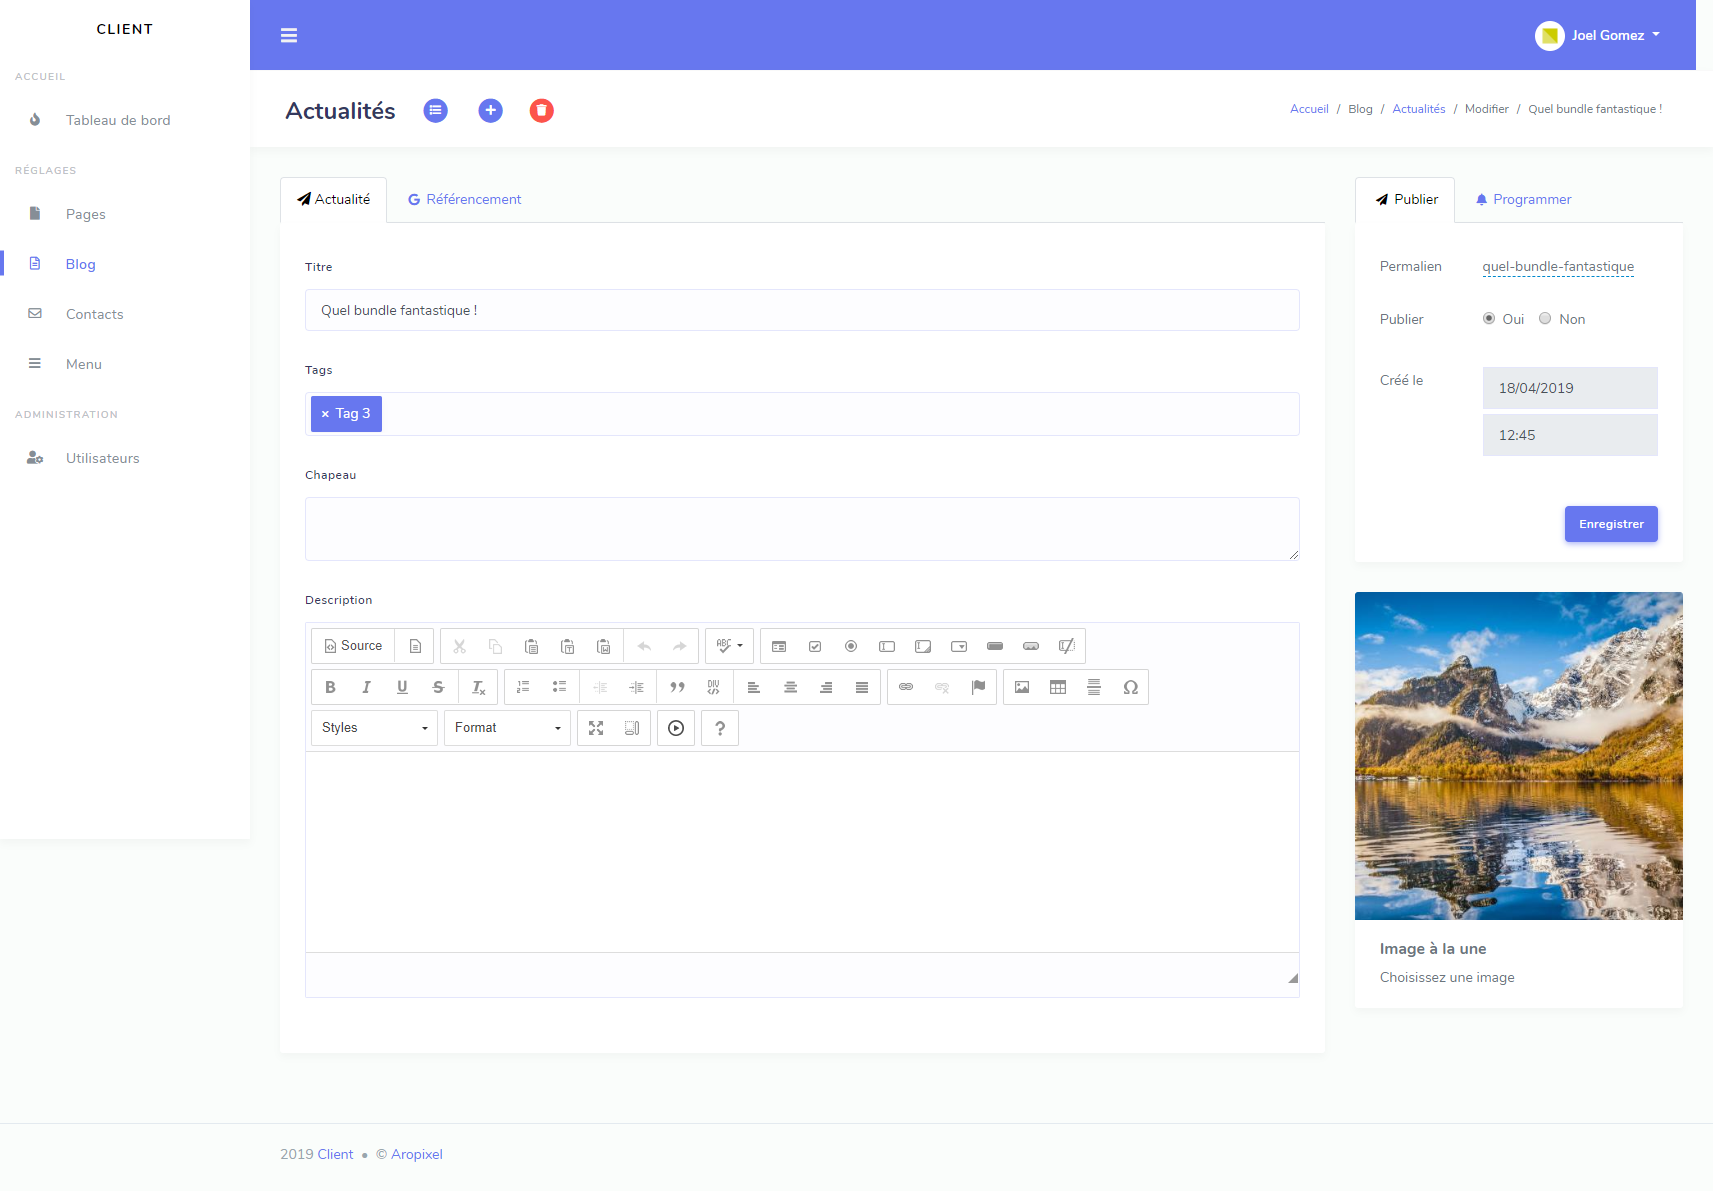 CLIENT
ACCUEIL
Tableau de bord
RÉGLAGES
Pages
Blog
Contacts
Menu
ADMINISTRATION
Utilisateurs
Joel Gomez
Actualités
Accueil / Blog / Actualités / Modifier / Quel bundle fantastique !
Actualité
Référencement
Titre
Quel bundle fantastique !
Tags
× Tag 3
Chapeau
Description
Source
ABC
B I U S Tx
DIV
Ω
Styles
Format
?
Publier
Programmer
Permalien
quel-bundle-fantastique
Publier
Oui
Non
Créé le
18/04/2019
12:45
Enregistrer
Image à la une
Choisissez une image
2019 Client • © Aropixel